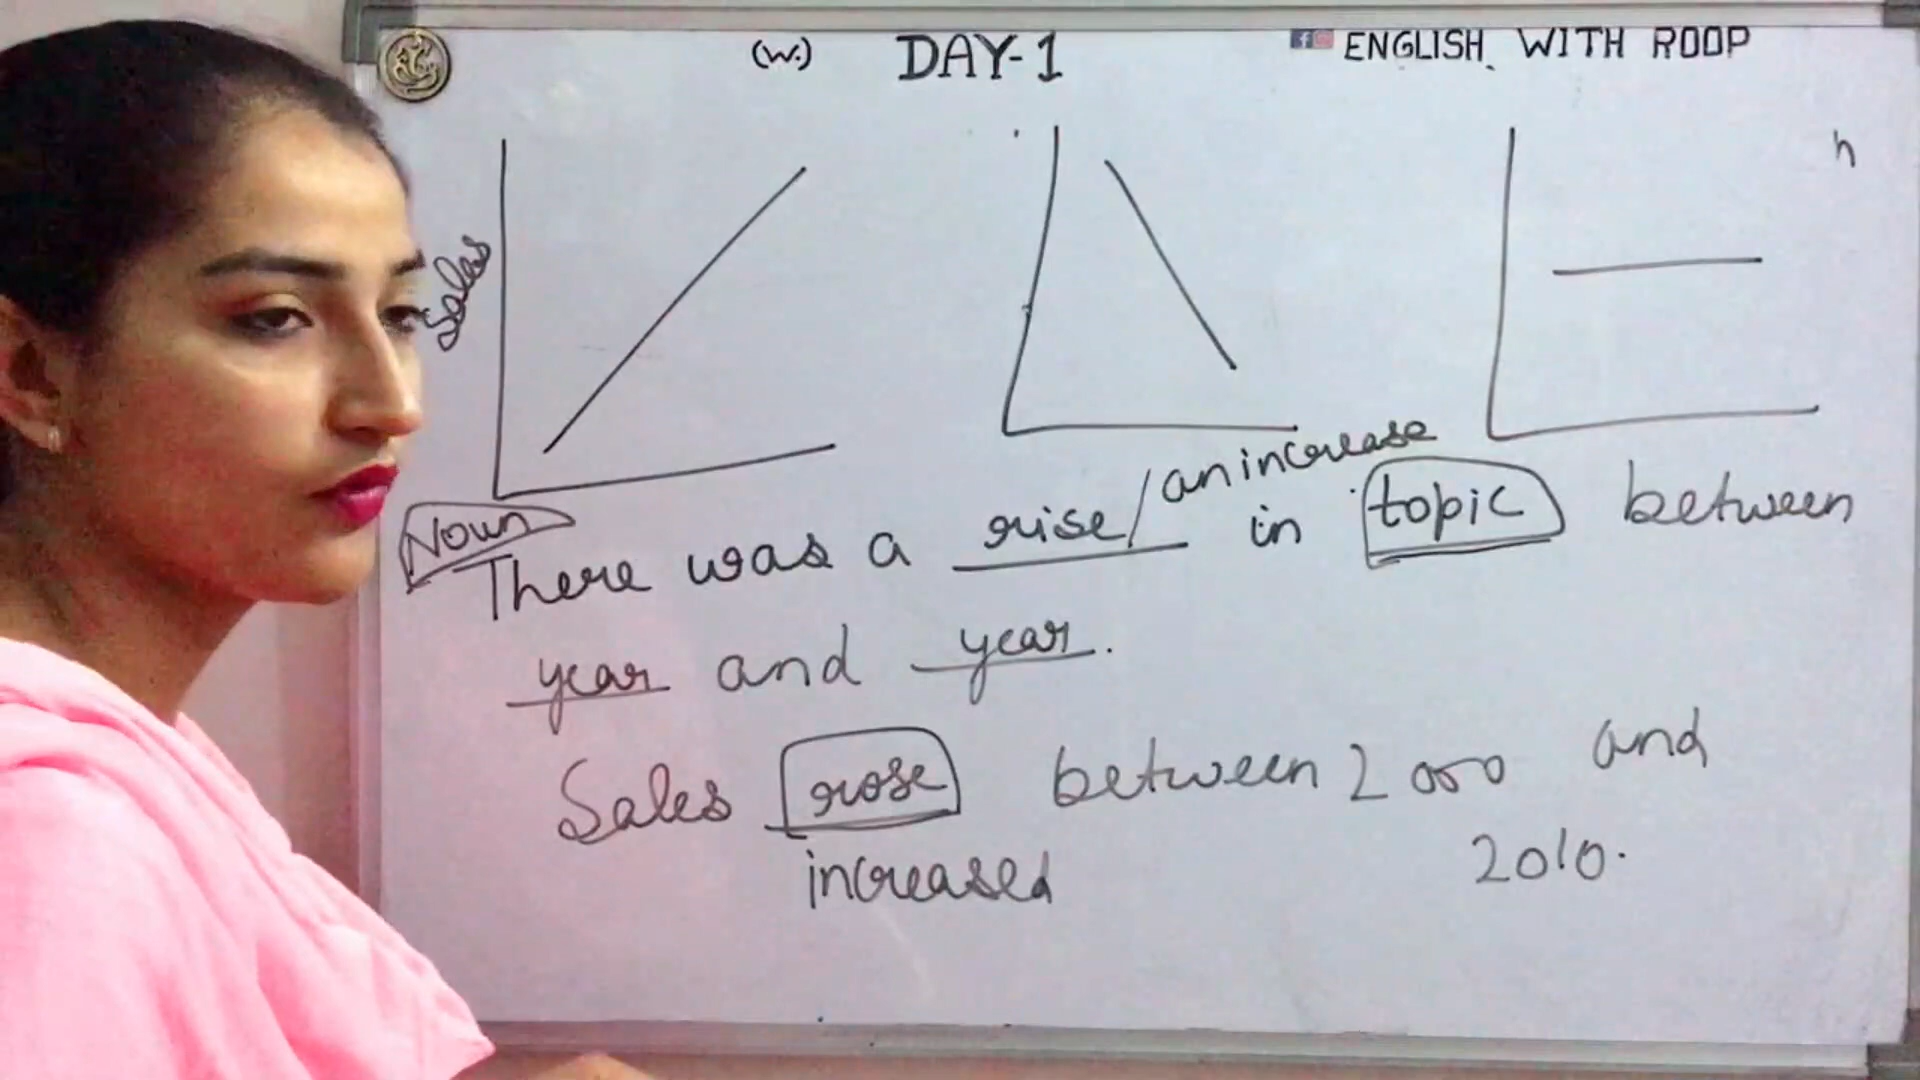 (W.) DAY-1 ENGLISH WITH ROOP
h
Sales
Noun
There was a rise/an increase in topic between
year and year.
Sales rose between 2000 and
increased 2010.